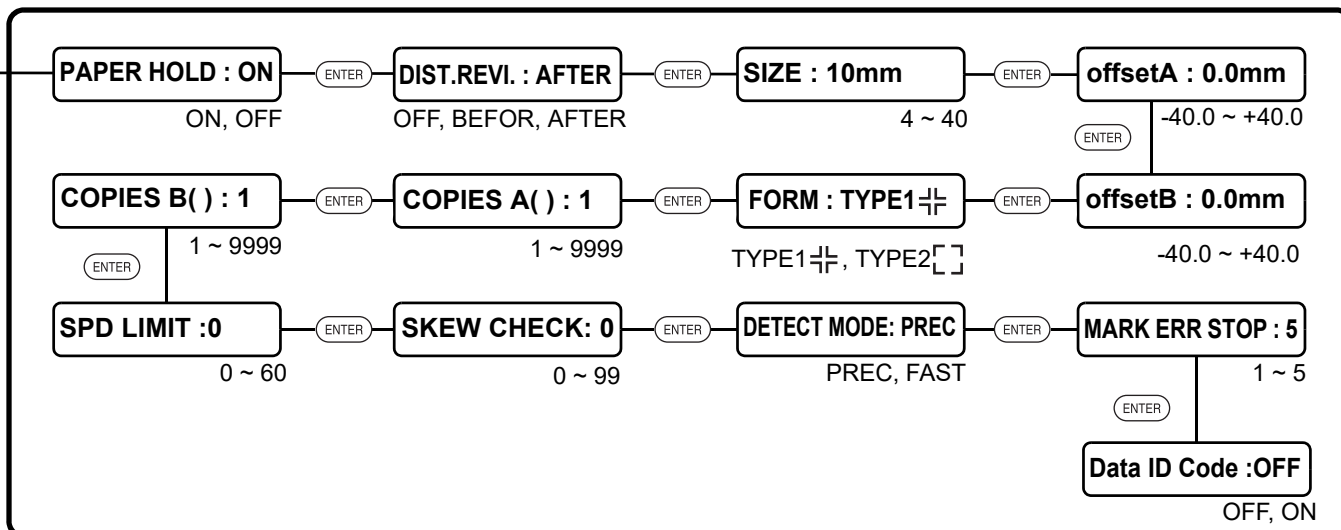 PAPER HOLD : ON ENTER DIST.REVI. : AFTER ENTER SIZE : 10mm ENTER offsetA : 0.0mm
ON, OFF OFF, BEFOR, AFTER 4 ~ 40 -40.0 ~ +40.0
ENTER
COPIES B( ) : 1 ENTER COPIES A( ) : 1 ENTER FORM : TYPE1 ENTER offsetB : 0.0mm
1 ~ 9999 1 ~ 9999 TYPE1 , TYPE2 -40.0 ~ +40.0
ENTER
SPD LIMIT :0 ENTER SKEW CHECK: 0 ENTER DETECT MODE: PREC ENTER MARK ERR STOP : 5
0 ~ 60 0 ~ 99 PREC, FAST 1 ~ 5
ENTER
Data ID Code :OFF
OFF, ON